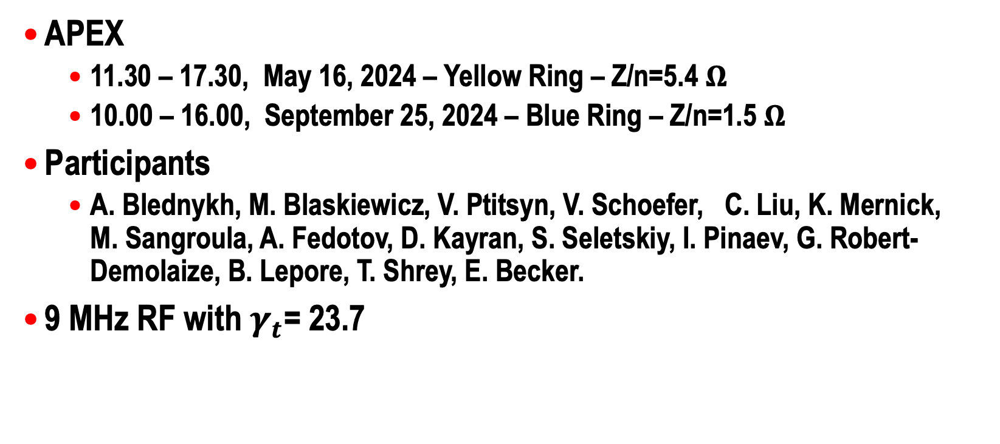 • APEX
• 11.30 – 17.30, May 16, 2024 – Yellow Ring – Z/n=5.4 Ω
• 10.00 – 16.00, September 25, 2024 – Blue Ring – Z/n=1.5 Ω
• Participants
• A. Blednykh, M. Blaskiewicz, V. Ptitsyn, V. Schoefer, C. Liu, K. Mernick,
M. Sangroula, A. Fedotov, D. Kayran, S. Seletskiy, I. Pinaev, G. Robert-
Demolaize, B. Lepore, T. Shrey, E. Becker.
• 9 MHz RF with γₜ= 23.7